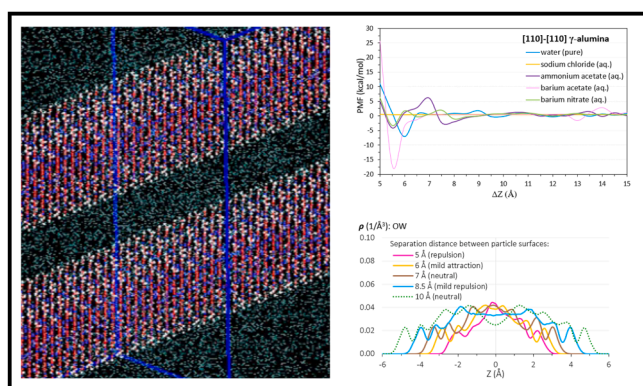 [110]-[110] γ-alumina
water (pure)
sodium chloride (aq.)
ammonium acetate (aq.)
barium acetate (aq.)
barium nitrate (aq.)
PMF (kcal/mol)
30
25
20
15
10
5
0
-5
-10
-15
-20
5 6 7 8 9 10 11 12 13 14 15
ΔZ (Å)
ρ (1/Å³): OW
Separation distance between particle surfaces:
5 Å (repulsion)
6 Å (mild attraction)
7 Å (neutral)
8.5 Å (mild repulsion)
10 Å (neutral)
0.10
0.08
0.06
0.04
0.02
0.00
-6 -4 -2 0 2 4 6
Z (Å)